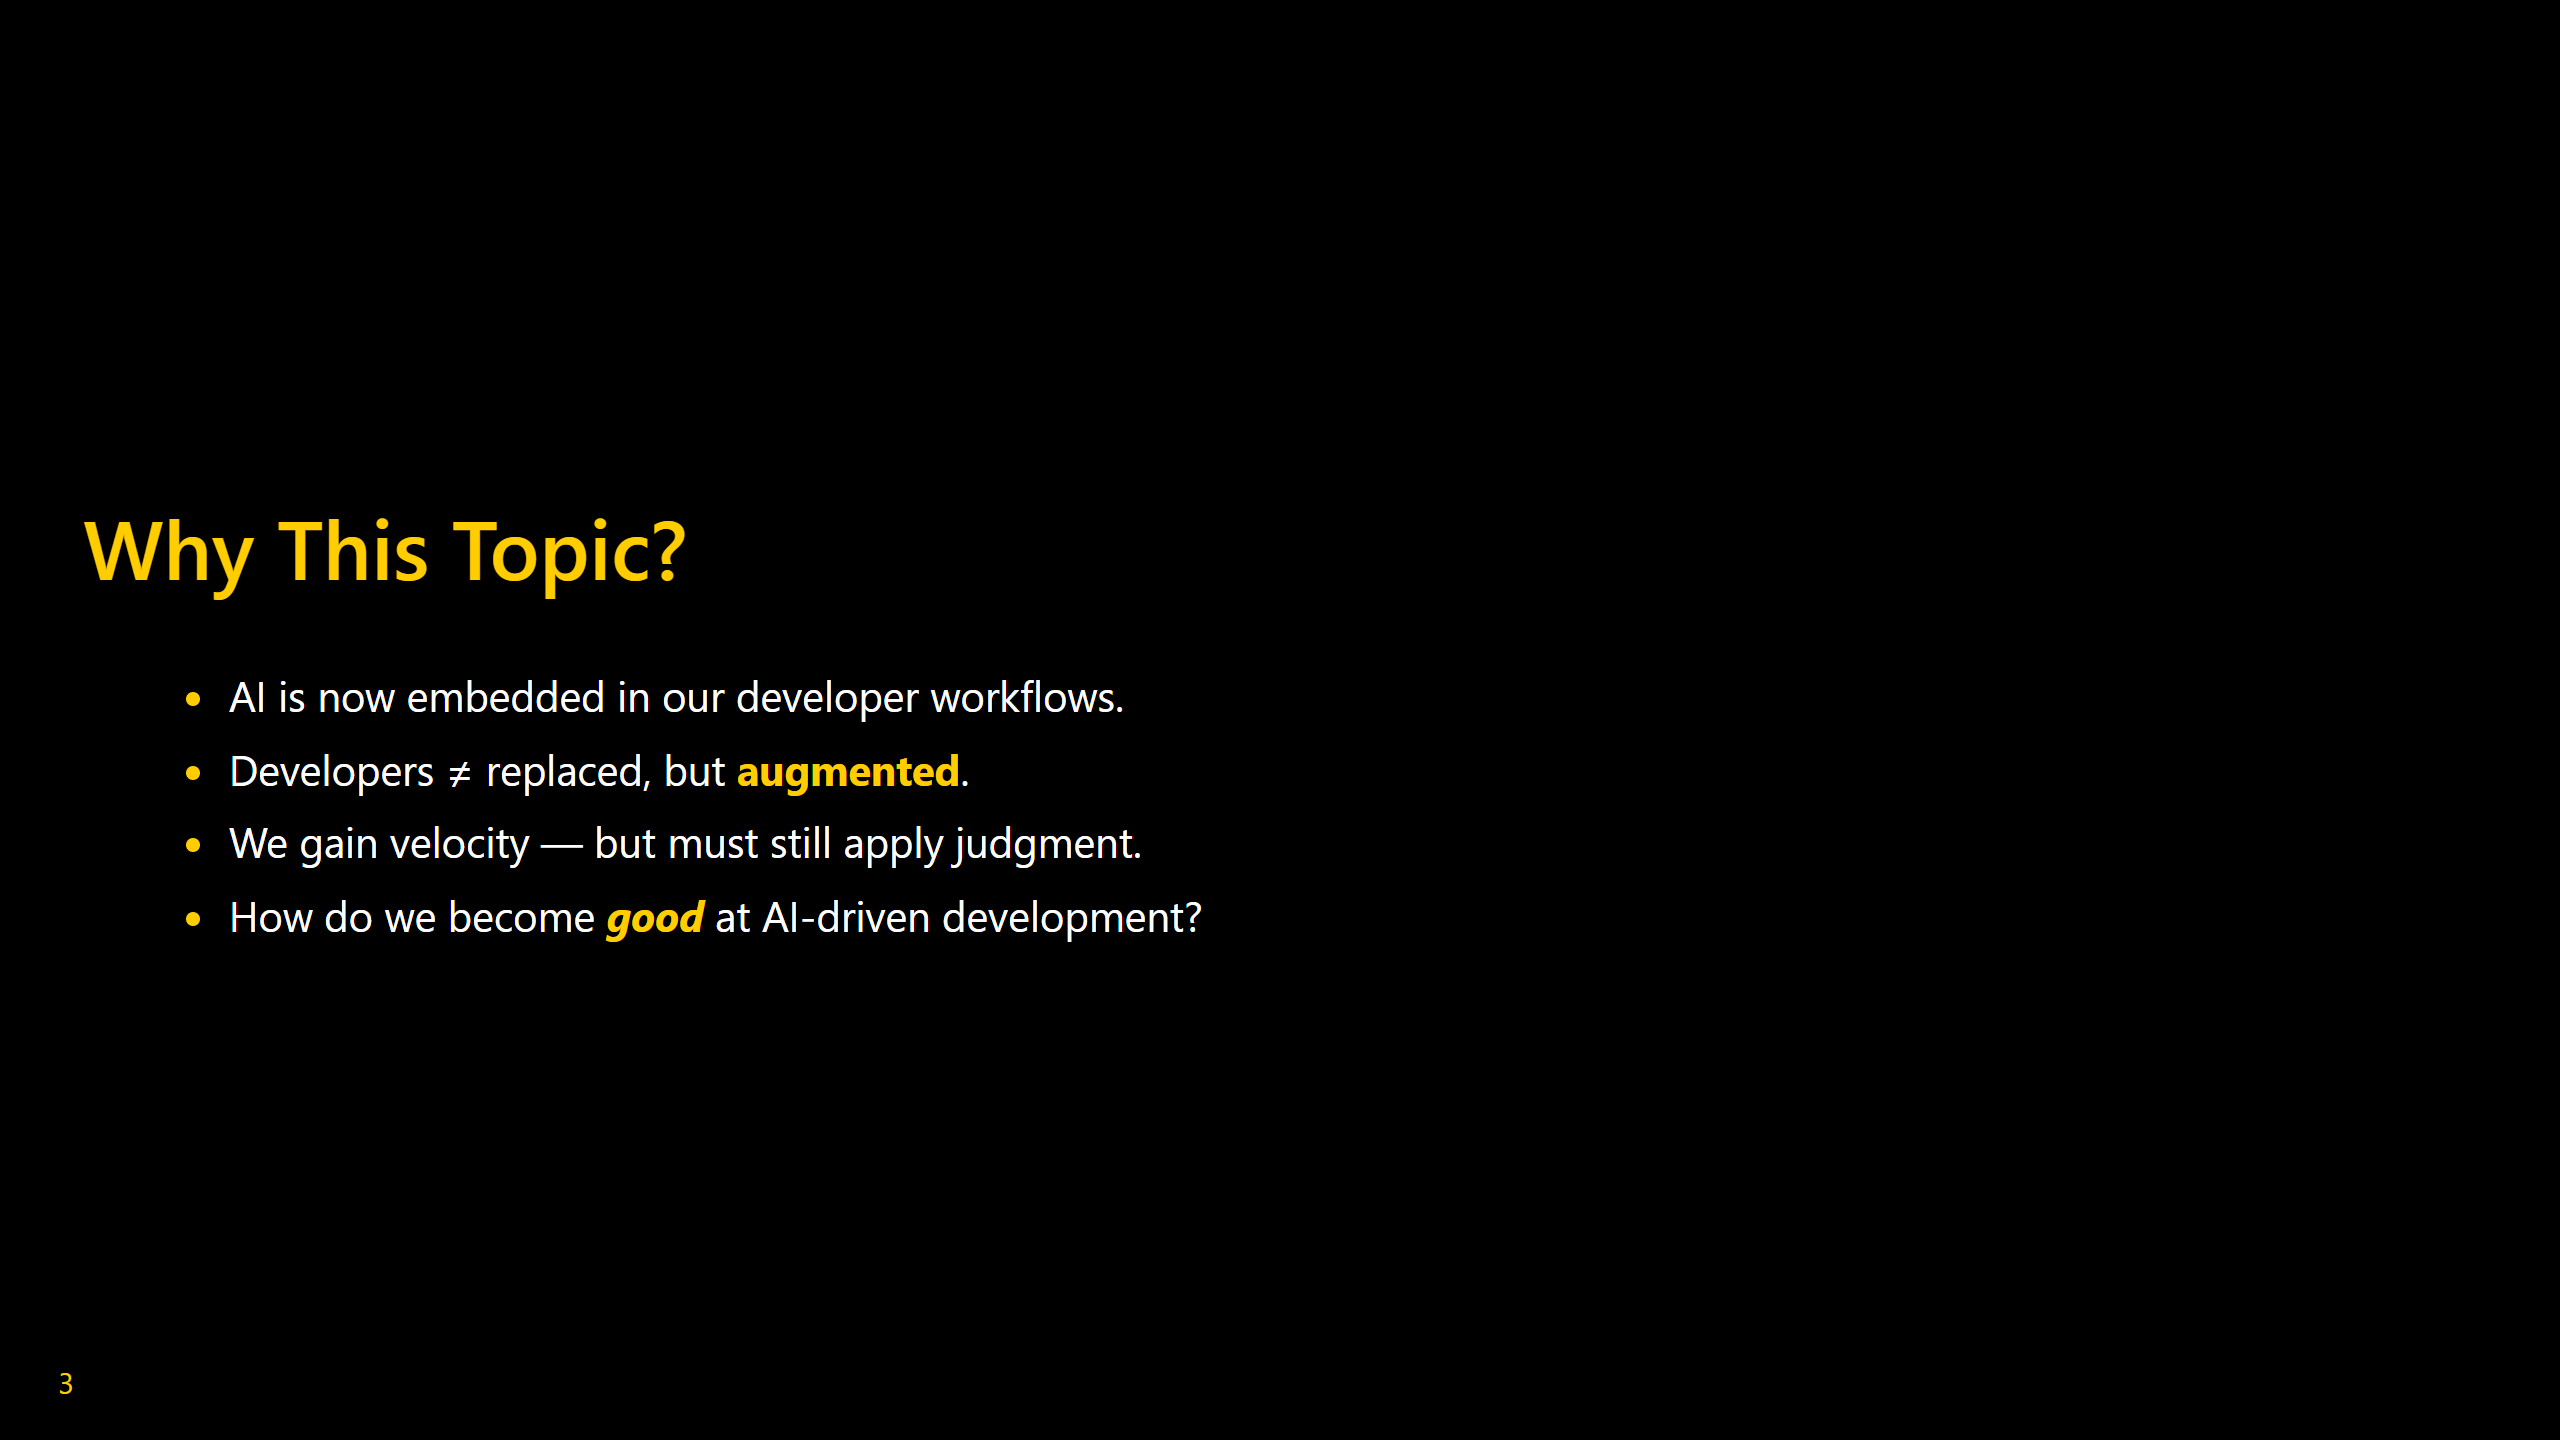 Why This Topic?
• AI is now embedded in our developer workflows.
• Developers ≠ replaced, but augmented.
• We gain velocity — but must still apply judgment.
• How do we become good at AI-driven development?
3